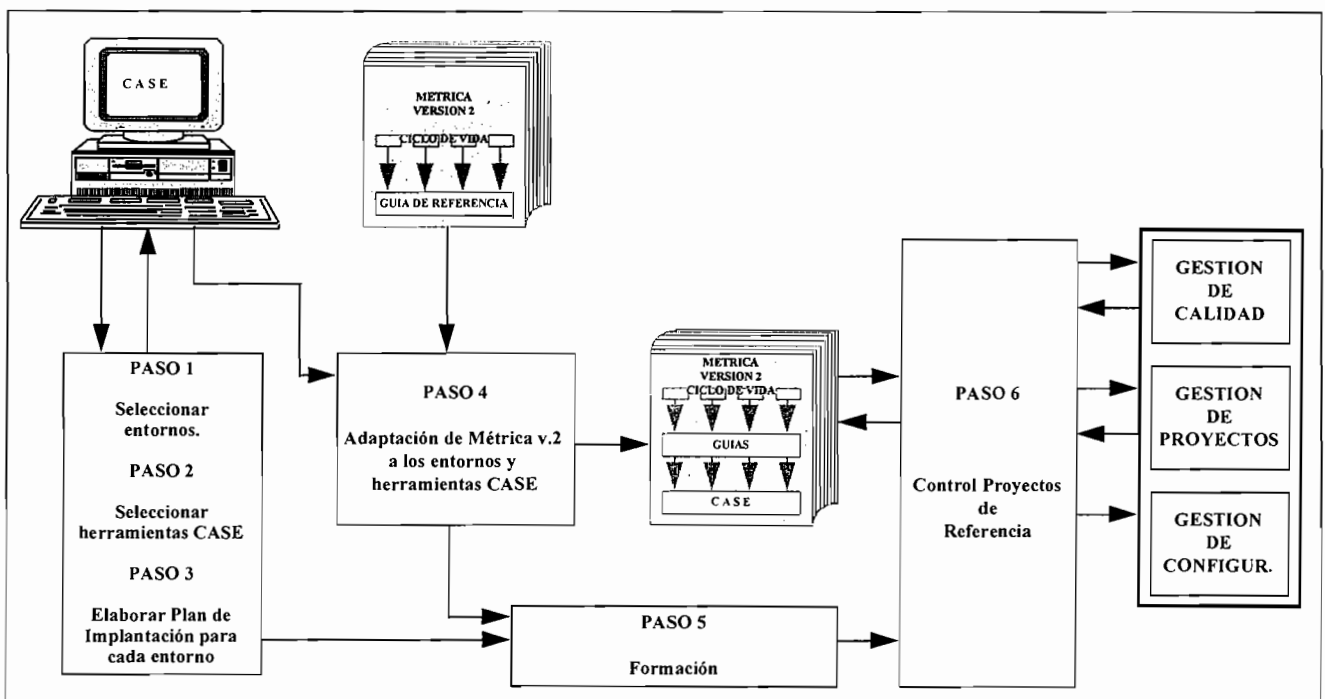 CASE
METRICA
VERSION 2
CICLO DE VIDA
GUIA DE REFERENCIA
PASO 1
Seleccionar
entornos.
PASO 2
Seleccionar
herramientas CASE
PASO 3
Elaborar Plan de
Implantación para
cada entorno
PASO 4
Adaptación de Métrica v.2
a los entornos y
herramientas CASE
METRICA
VERSION 2
CICLO DE VIDA
GUIAS
CASE
PASO 5
Formación
PASO 6
Control Proyectos
de
Referencia
GESTION
DE
CALIDAD
GESTION
DE
PROYECTOS
GESTION
DE
CONFIGUR.